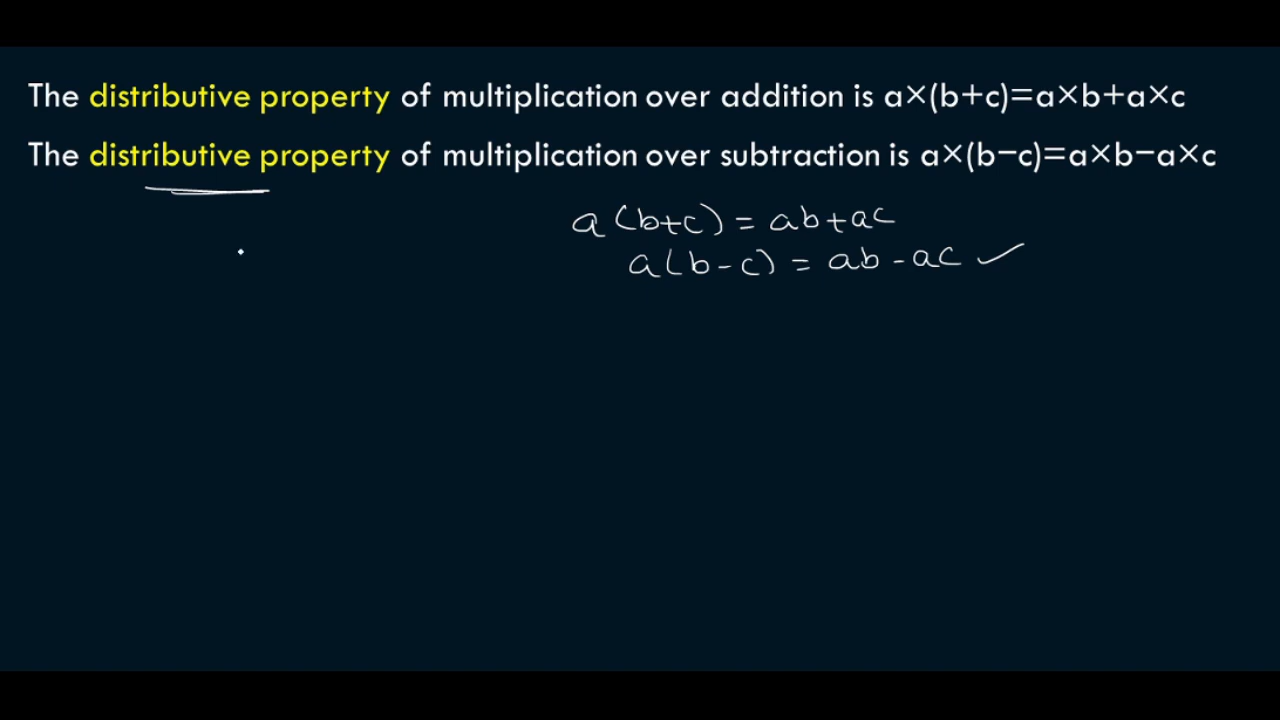 The distributive property of multiplication over addition is a×(b+c)=a×b+a×c
The distributive property of multiplication over subtraction is a×(b−c)=a×b−a×c
a(b+c) = ab+ac
a(b-c) = ab-ac ✓